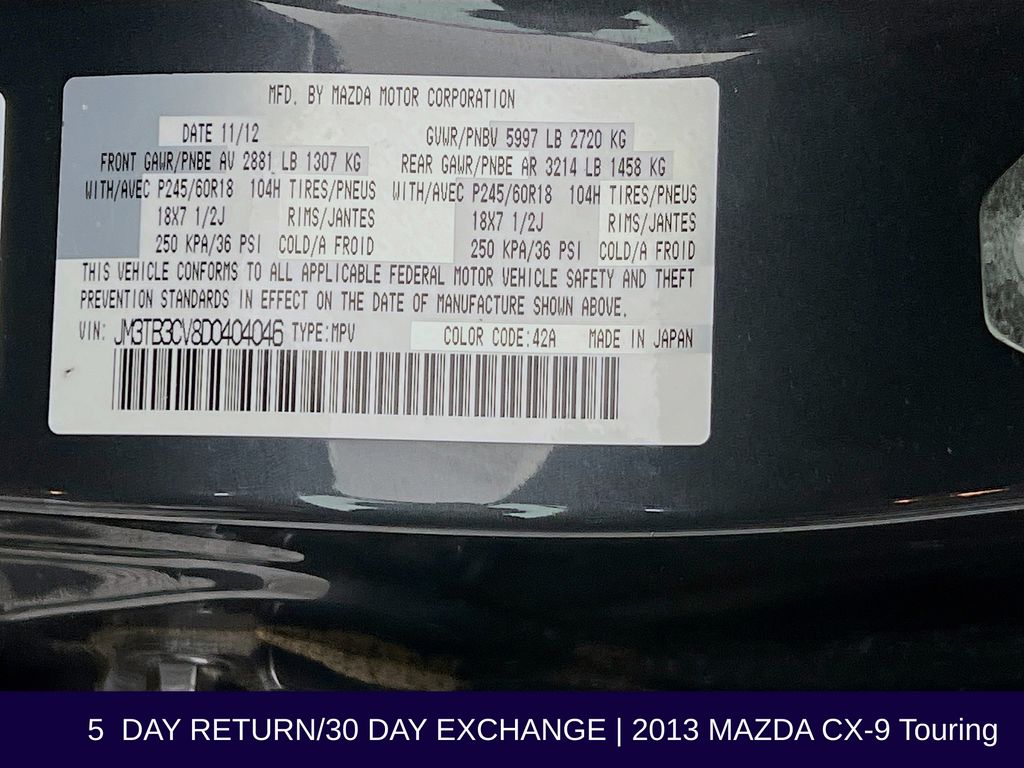 MFD. BY MAZDA MOTOR CORPORATION
DATE 11/12 GVWR/PNBV 5997 LB 2720 KG
FRONT GAWR/PNBE AV 2881 LB 1307 KG REAR GAWR/PNBE AR 3214 LB 1458 KG
WITH/AVEC P245/60R18 104H TIRES/PNEUS WITH/AVEC P245/60R18 104H TIRES/PNEUS
18X7 1/2J RIMS/JANTES 18X7 1/2J RIMS/JANTES
250 KPA/36 PSI COLD/A FROID 250 KPA/36 PSI COLD/A FROID
THIS VEHICLE CONFORMS TO ALL APPLICABLE FEDERAL MOTOR VEHICLE SAFETY AND THEFT
PREVENTION STANDARDS IN EFFECT ON THE DATE OF MANUFACTURE SHOWN ABOVE.
VIN: JM3TB3CV8D0404046 TYPE:MPV COLOR CODE:42A MADE IN JAPAN
5 DAY RETURN/30 DAY EXCHANGE | 2013 MAZDA CX-9 Touring